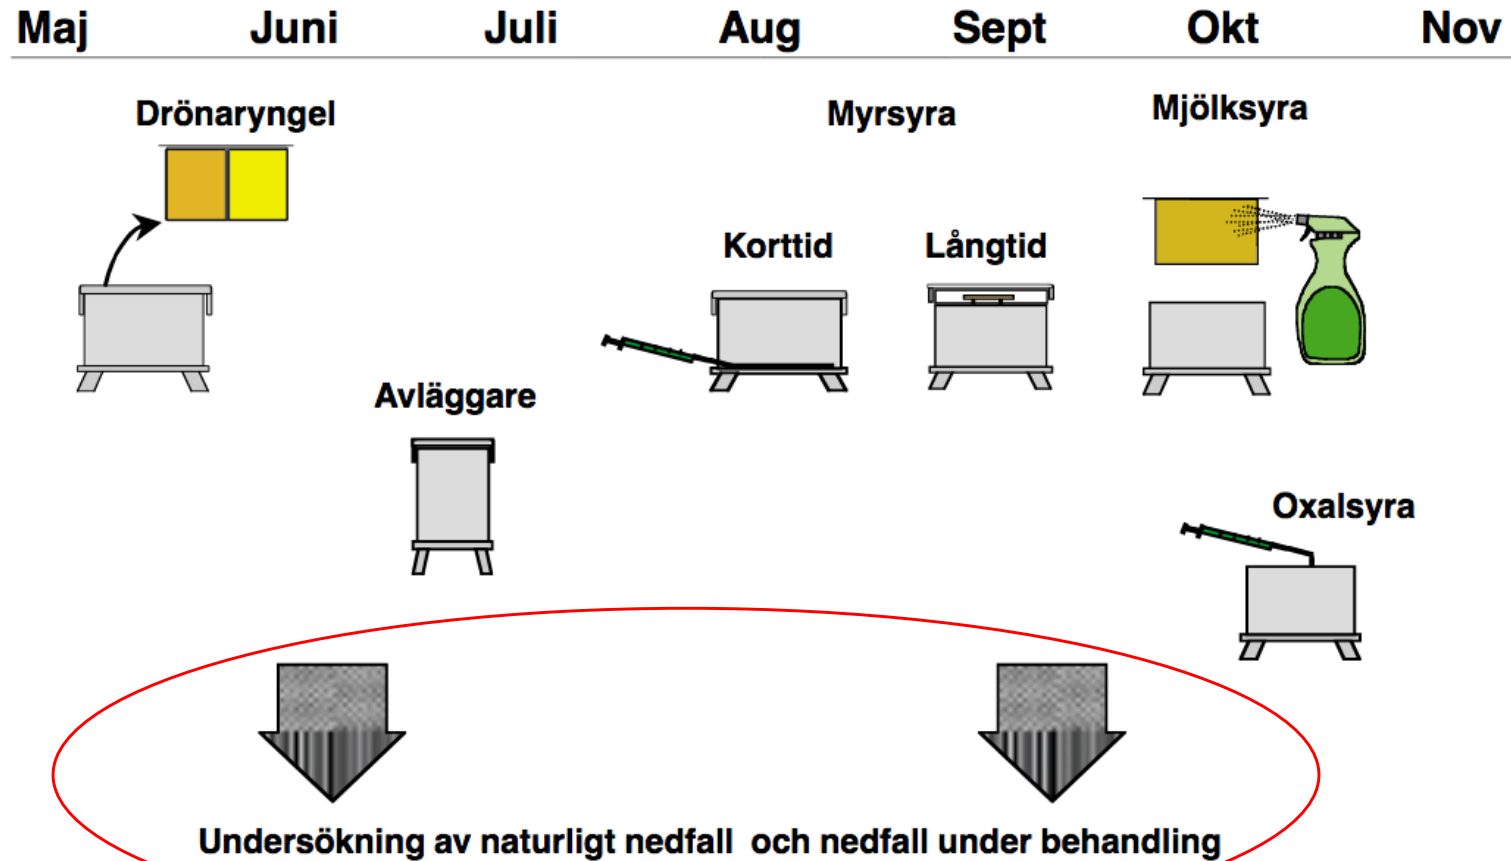 Maj Juni Juli Aug Sept Okt Nov
Drönaryngel Myrsyra Mjölksyra
Korttid Långtid
Avläggare
Oxalsyra
Undersökning av naturligt nedfall och nedfall under behandling